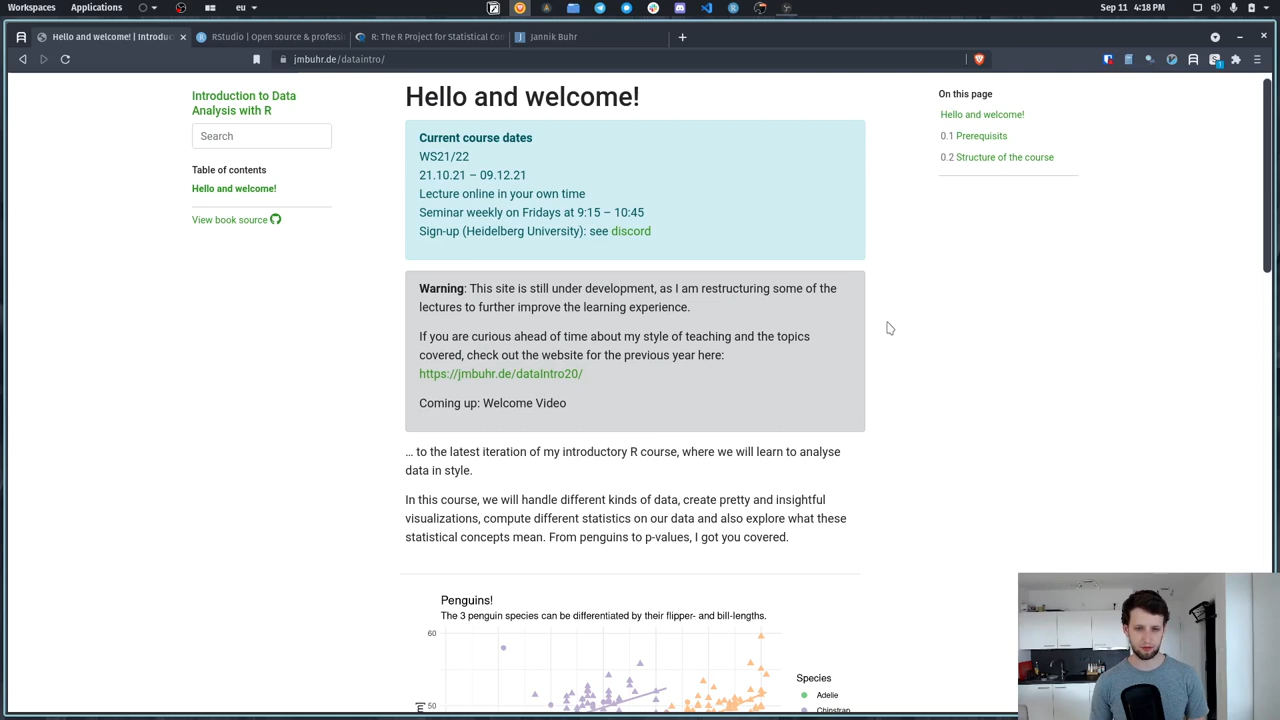 Workspaces Applications eu Sep 11 4:18 PM
Hello and welcome! | Introduc RStudio | Open source & professi R: The R Project for Statistical Co Jannik Buhr
jmbuhr.de/dataintro/
Introduction to Data
Analysis with R
Search
Table of contents
Hello and welcome!
View book source
Hello and welcome!
Current course dates
WS21/22
21.10.21 – 09.12.21
Lecture online in your own time
Seminar weekly on Fridays at 9:15 – 10:45
Sign-up (Heidelberg University): see discord
Warning: This site is still under development, as I am restructuring some of the
lectures to further improve the learning experience.
If you are curious ahead of time about my style of teaching and the topics
covered, check out the website for the previous year here:
https://jmbuhr.de/dataIntro20/
Coming up: Welcome Video
… to the latest iteration of my introductory R course, where we will learn to analyse
data in style.
In this course, we will handle different kinds of data, create pretty and insightful
visualizations, compute different statistics on our data and also explore what these
statistical concepts mean. From penguins to p-values, I got you covered.
Penguins!
The 3 penguin species can be differentiated by their flipper- and bill-lengths.
60
50
Species
Adelie
Chinstrap
On this page
Hello and welcome!
0.1 Prerequisits
0.2 Structure of the course